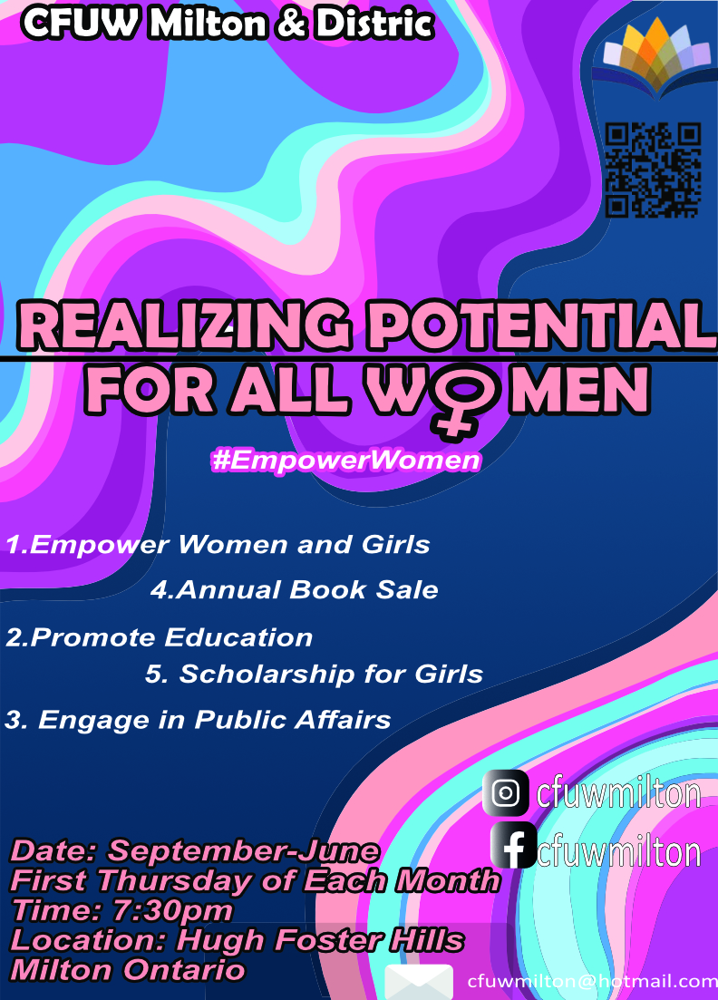 CFUW Milton & Distric
REALIZING POTENTIAL
FOR ALL WOMEN
#EmpowerWomen
1.Empower Women and Girls
4.Annual Book Sale
2.Promote Education
5. Scholarship for Girls
3. Engage in Public Affairs
cfuwmilton
cfuwmilton
Date: September-June
First Thursday of Each Month
Time: 7:30pm
Location: Hugh Foster Hills
Milton Ontario
cfuwmilton@hotmail.com